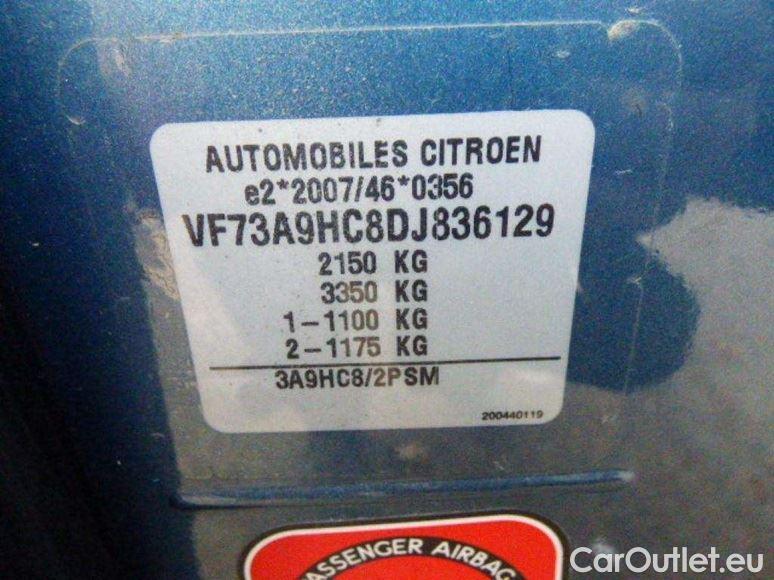 AUTOMOBILES CITROEN
e2*2007/46*0356
VF73A9HC8DJ836129
2150 KG
3350 KG
1-1100 KG
2-1175 KG
3A9HC8/2PSM
200440119
PASSENGER AIRBAG
CarOutlet.eu